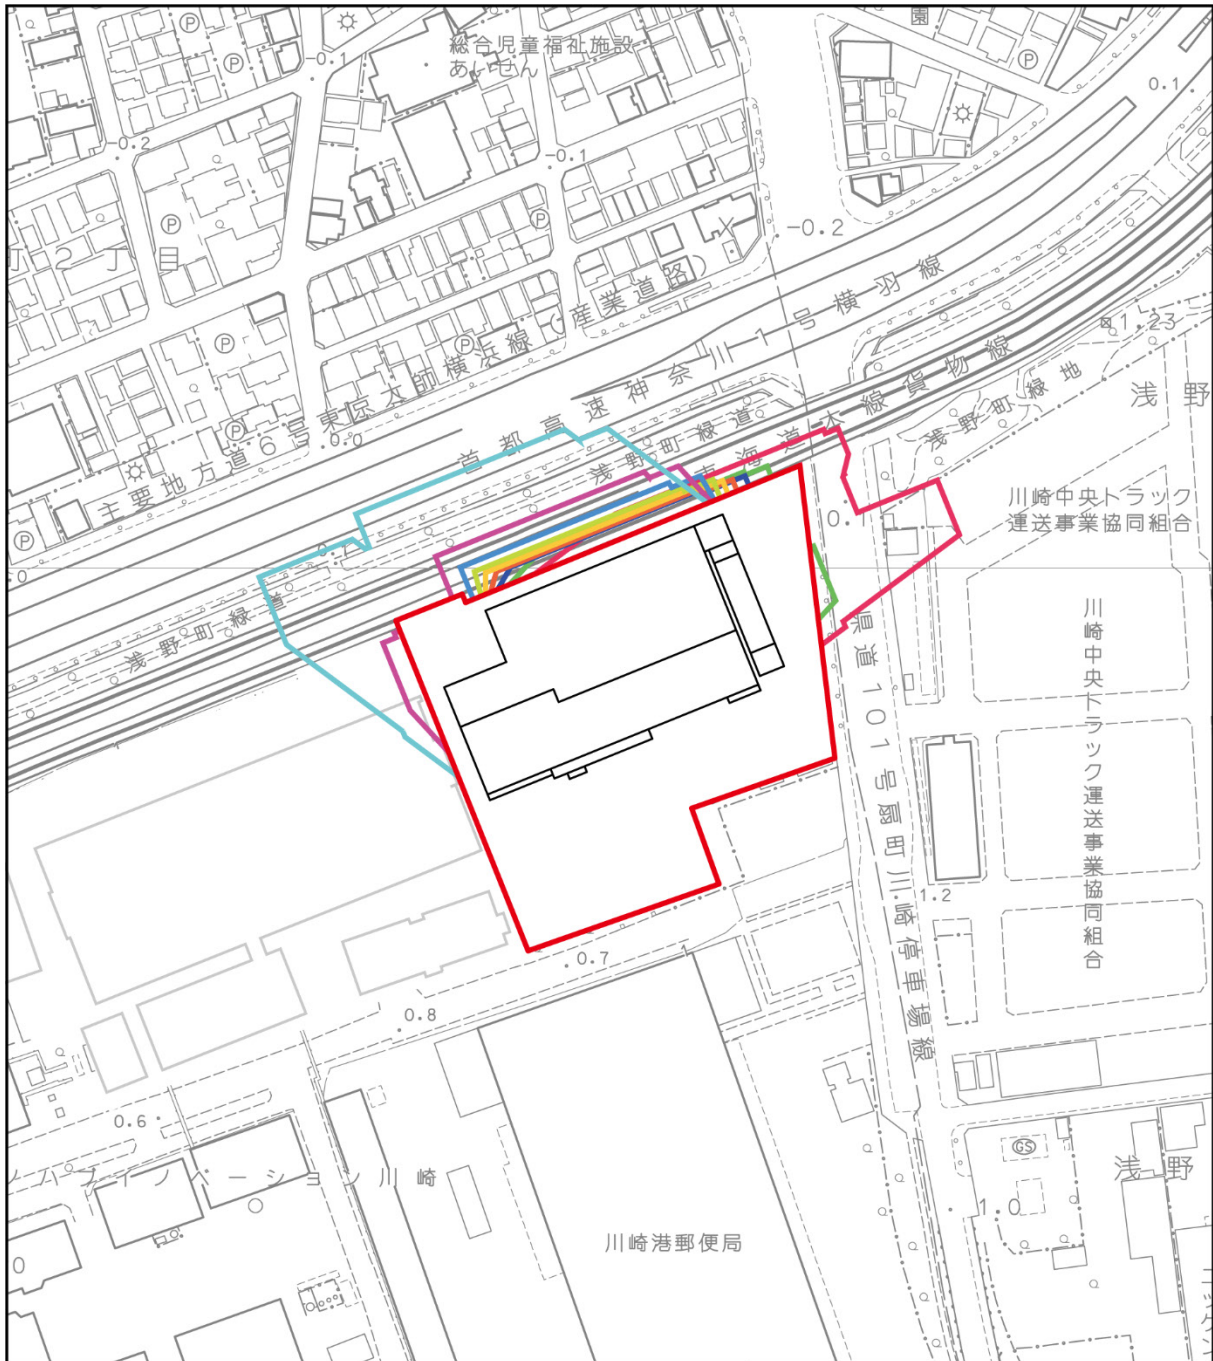 園
総合児童福祉施設
あいせん
0.1
-0.1
-0.2
-0.1
-0.2
2丁目
1.23
首都高速神奈川1号横羽線
主要地方道6号東京大師横浜線（産業道路）
0.0
東海道本線貨物線
浅野町緑道
浅野町緑地
浅野
川崎中央トラック
運送事業協同組合
浅野町緑道
川崎中央トラック運送事業協同組合
県道101号扇町川崎停車場線
1.2
0.7
0.8
0.6
川崎
1.0
GS
浅野
川崎港郵便局
P
P
P
P
P
P
P
P